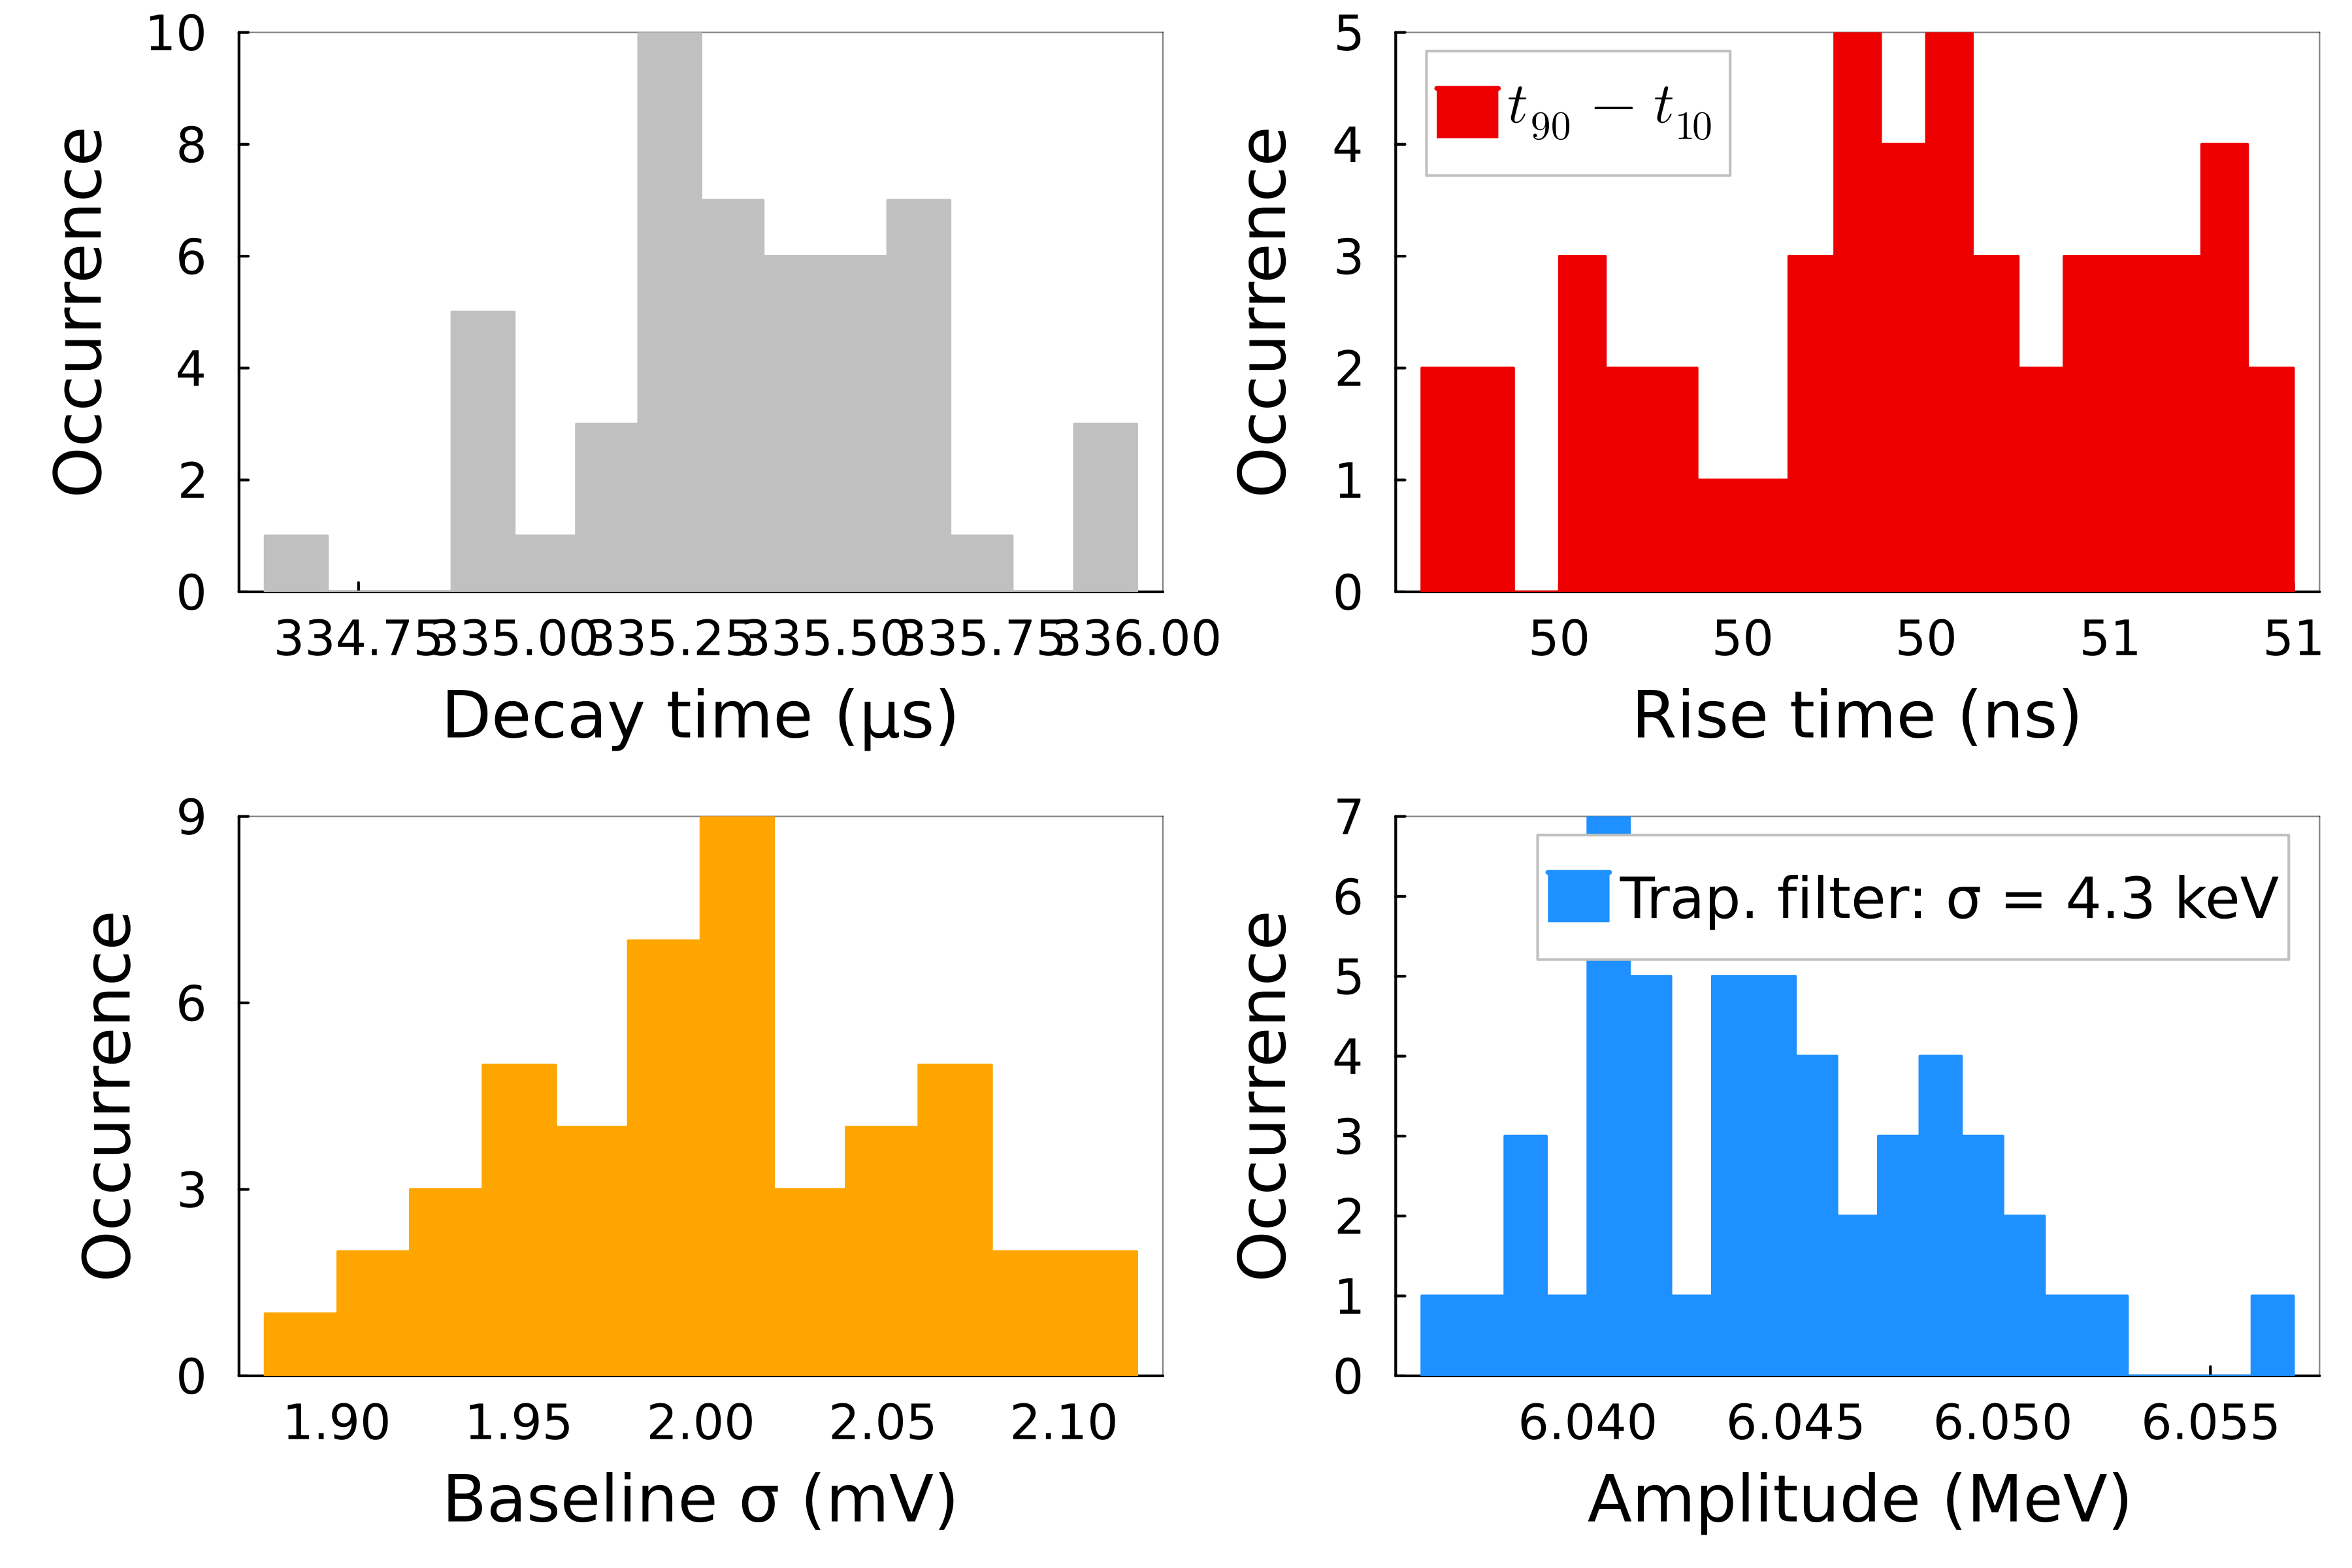 10
8
6
4
2
0
Occurrence
334.75 335.00 335.25 335.50 335.75 336.00
Decay time (µs)
5
4
3
2
1
0
Occurrence
t90 − t10
50 50 50 51 51
Rise time (ns)
9
6
3
0
Occurrence
1.90 1.95 2.00 2.05 2.10
Baseline σ (mV)
7
6
5
4
3
2
1
0
Occurrence
Trap. filter: σ = 4.3 keV
6.040 6.045 6.050 6.055
Amplitude (MeV)